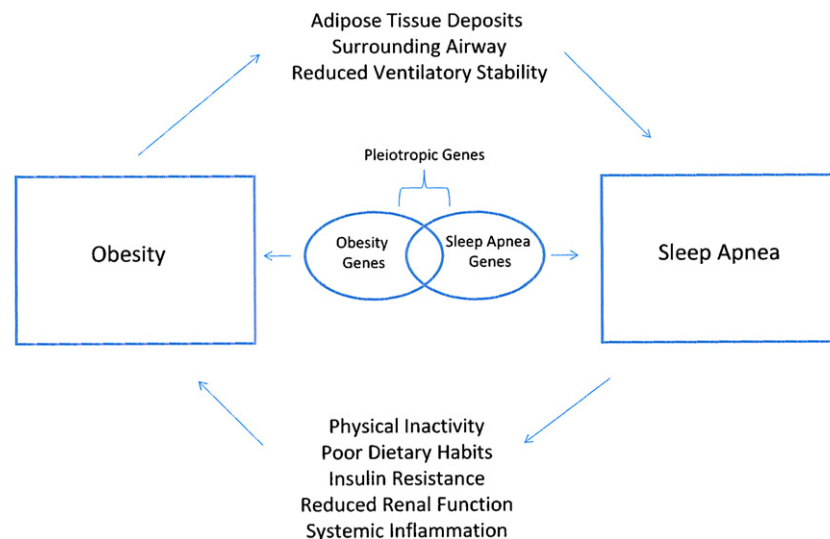 Adipose Tissue Deposits
Surrounding Airway
Reduced Ventilatory Stability
Pleiotropic Genes
Obesity
Obesity
Genes
Sleep Apnea
Genes
Sleep Apnea
Physical Inactivity
Poor Dietary Habits
Insulin Resistance
Reduced Renal Function
Systemic Inflammation